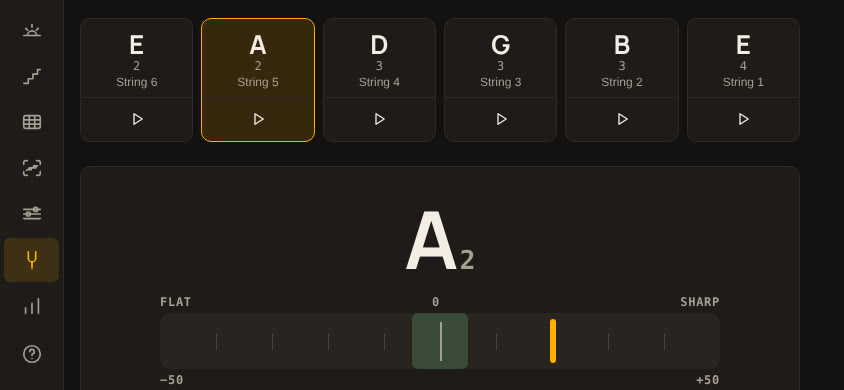 E A D G B E
2 2 3 3 3 4
String 6 String 5 String 4 String 3 String 2 String 1
A2
FLAT 0 SHARP
−50 +50